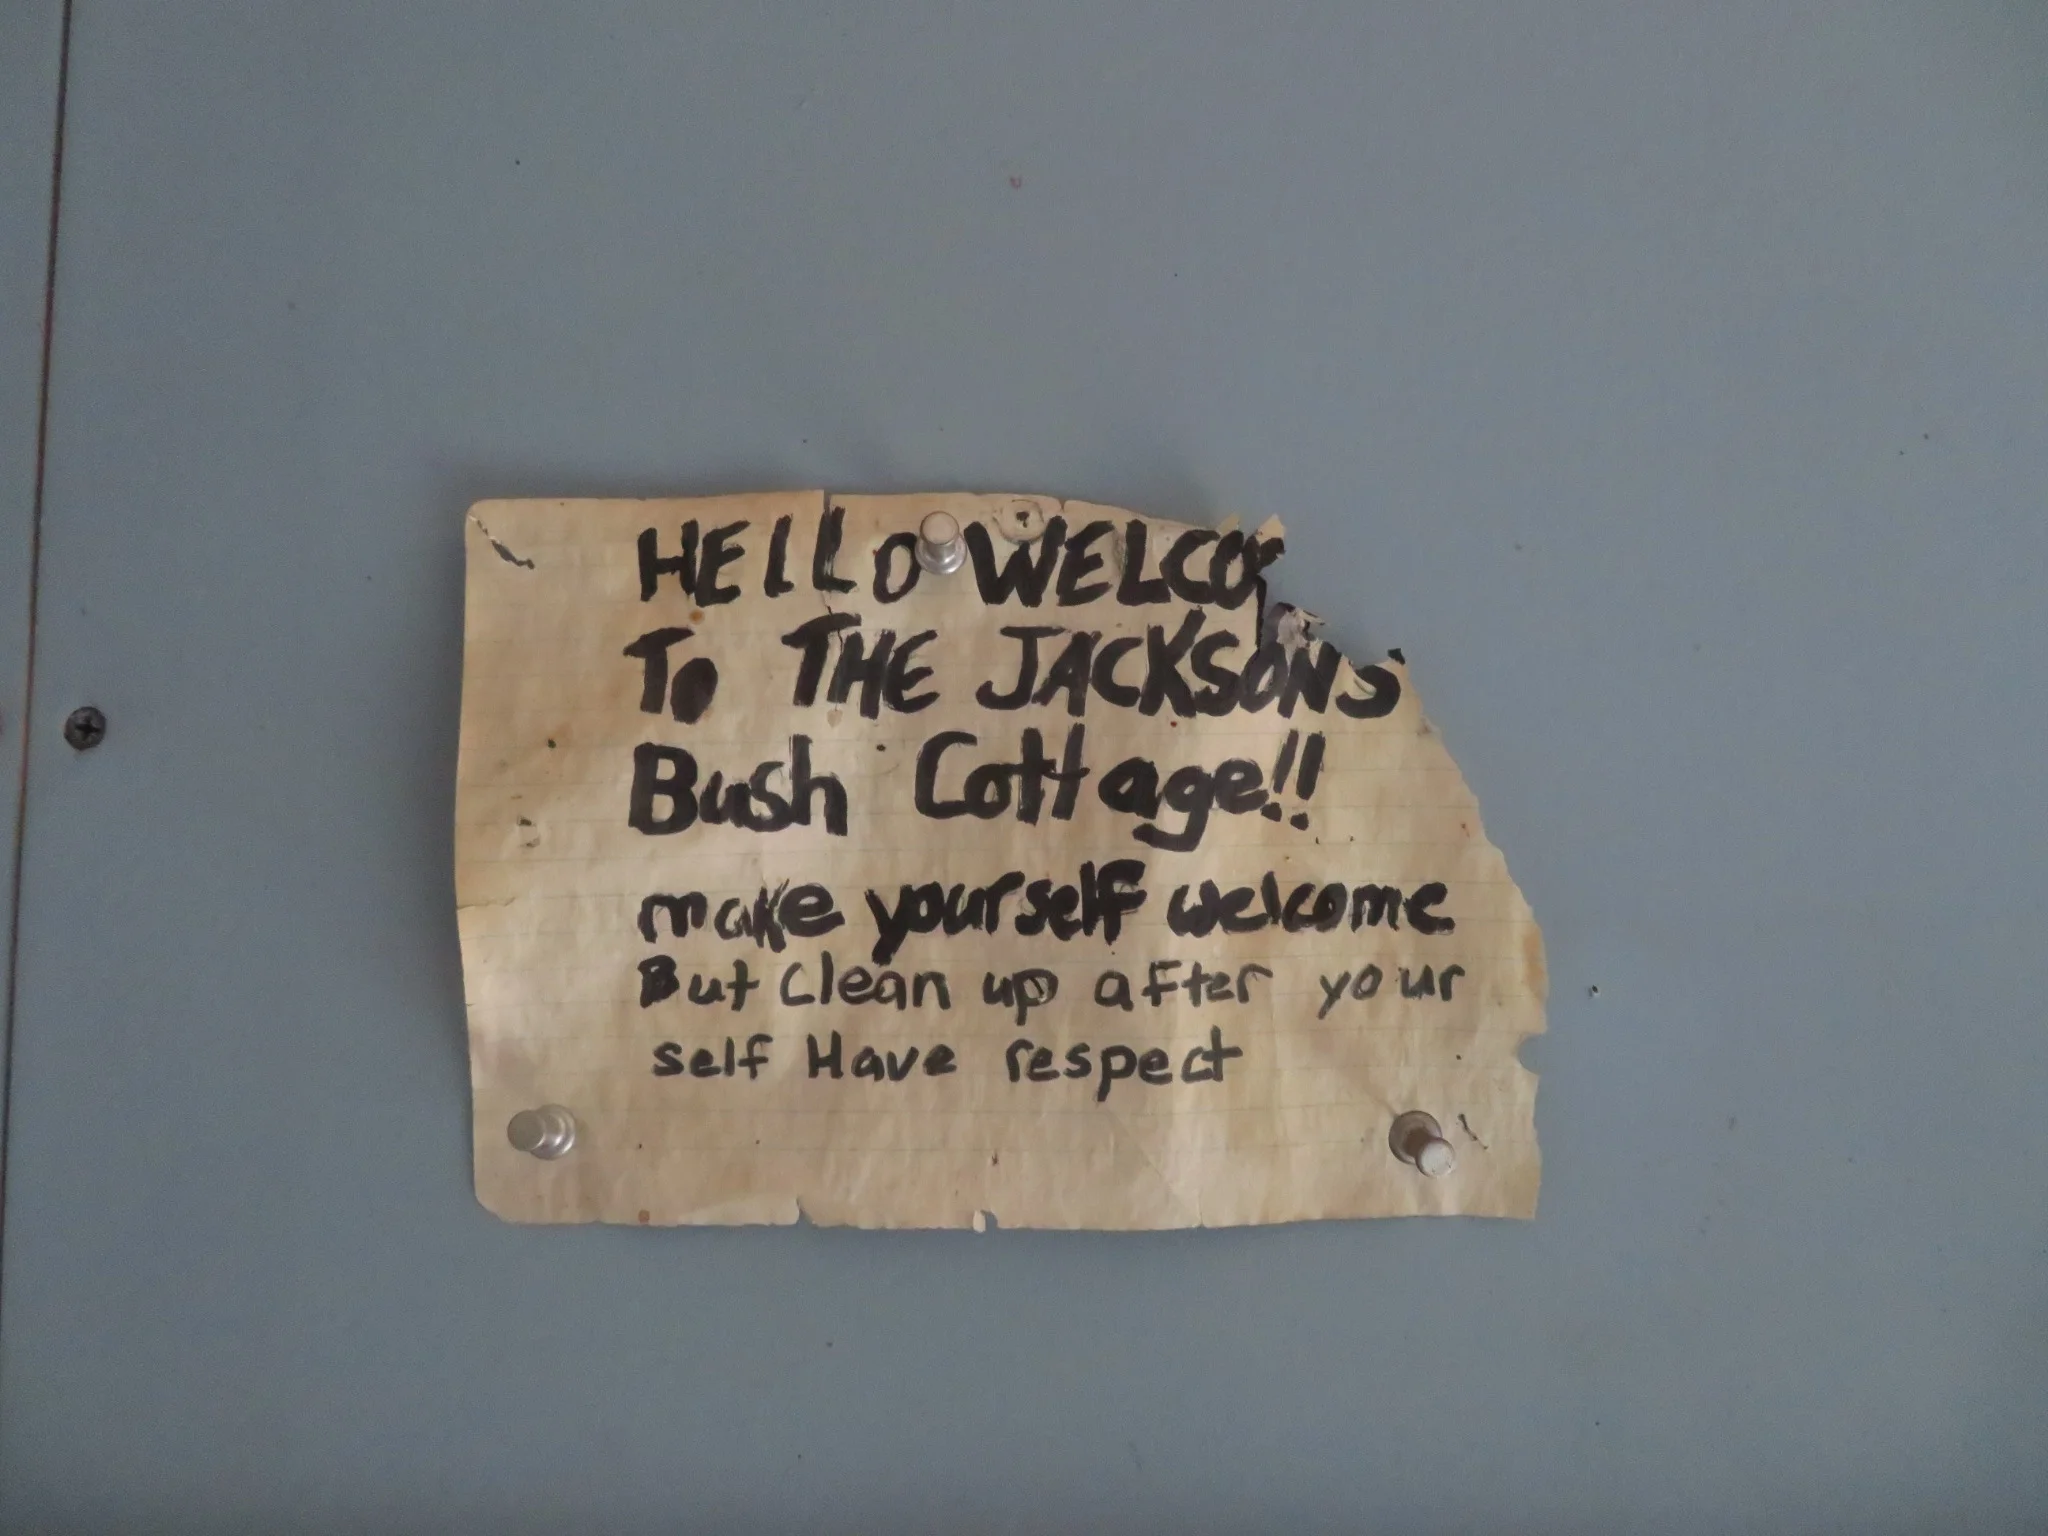 HELLO WELCO
To THE JACKSONS
Bush Cottage!!
make yourself welcome
But clean up after your
self Have respect